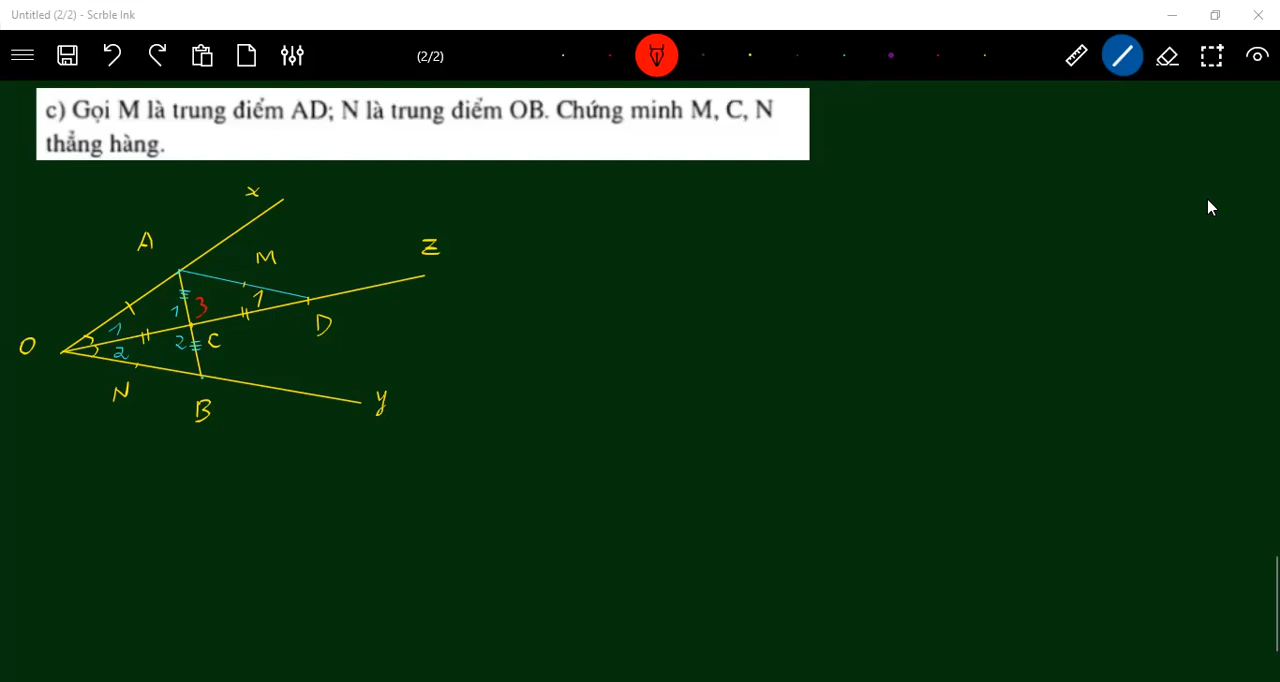 Untitled (2/2) - Scrble Ink
(2/2)
c) Gọi M là trung điểm AD; N là trung điểm OB. Chứng minh M, C, N
thẳng hàng.
x
A
M
Z
1
3
1
1
D
O
2
2
C
N
B
y